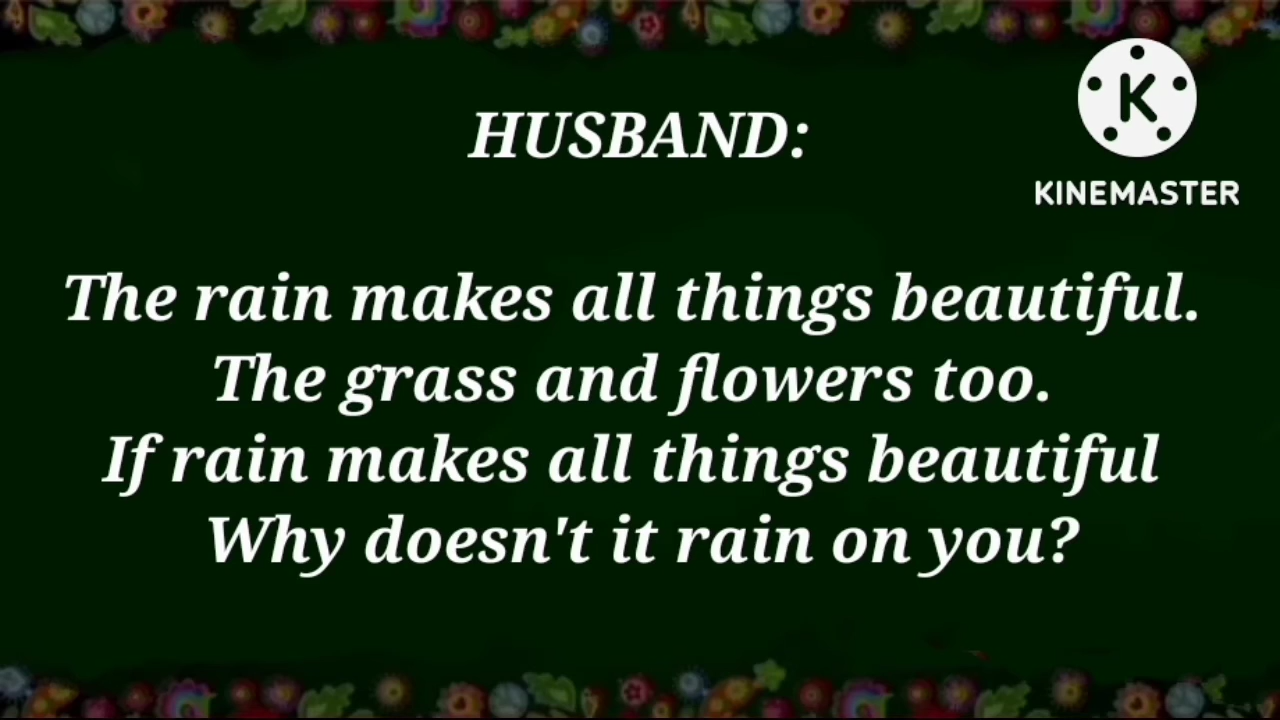 HUSBAND:
KINEMASTER
The rain makes all things beautiful.
The grass and flowers too.
If rain makes all things beautiful
Why doesn't it rain on you?